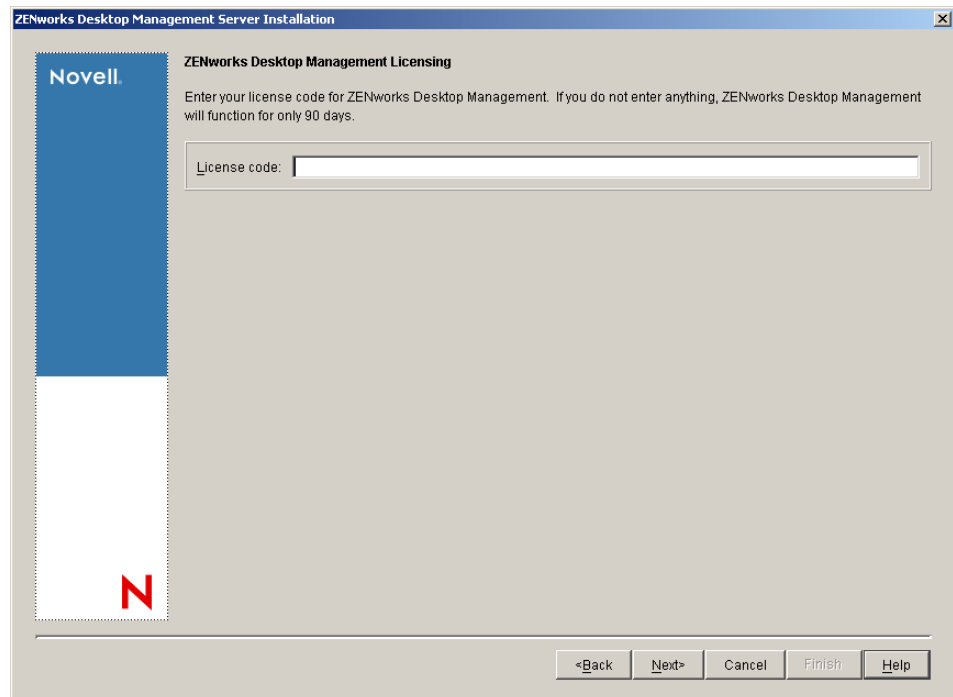 ZENworks Desktop Management Server Installation
Novell.
ZENworks Desktop Management Licensing
Enter your license code for ZENworks Desktop Management. If you do not enter anything, ZENworks Desktop Management
will function for only 90 days.
License code:
N
<Back Next> Cancel Finish Help